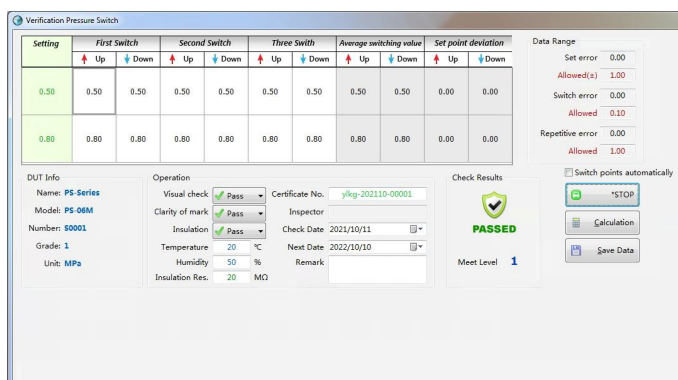 Verification Pressure Switch
Setting First Switch Second Switch Three Swith Average switching value Set point deviation
Up Down Up Down Up Down Up Down Up Down
0.50 0.50 0.50 0.50 0.50 0.50 0.50 0.50 0.50 0.00 0.00
0.80 0.80 0.80 0.80 0.80 0.80 0.80 0.80 0.80 0.00 0.00
Data Range
Set error 0.00
Allowed(±) 1.00
Switch error 0.00
Allowed 0.10
Repetitive error 0.00
Allowed 1.00
Switch points automatically
*STOP
Calculation
Save Data
DUT Info
Name: PS-Series
Model: PS-06M
Number: S0001
Grade: 1
Unit: MPa
Operation
Visual check Pass Certificate No. ylkg-202110-00001
Clarity of mark Pass Inspector
Insulation Pass Check Date 2021/10/11
Temperature 20 ℃ Next Date 2022/10/10
Humidity 50 % Remark
Insulation Res. 20 MΩ
Check Results
PASSED
Meet Level 1